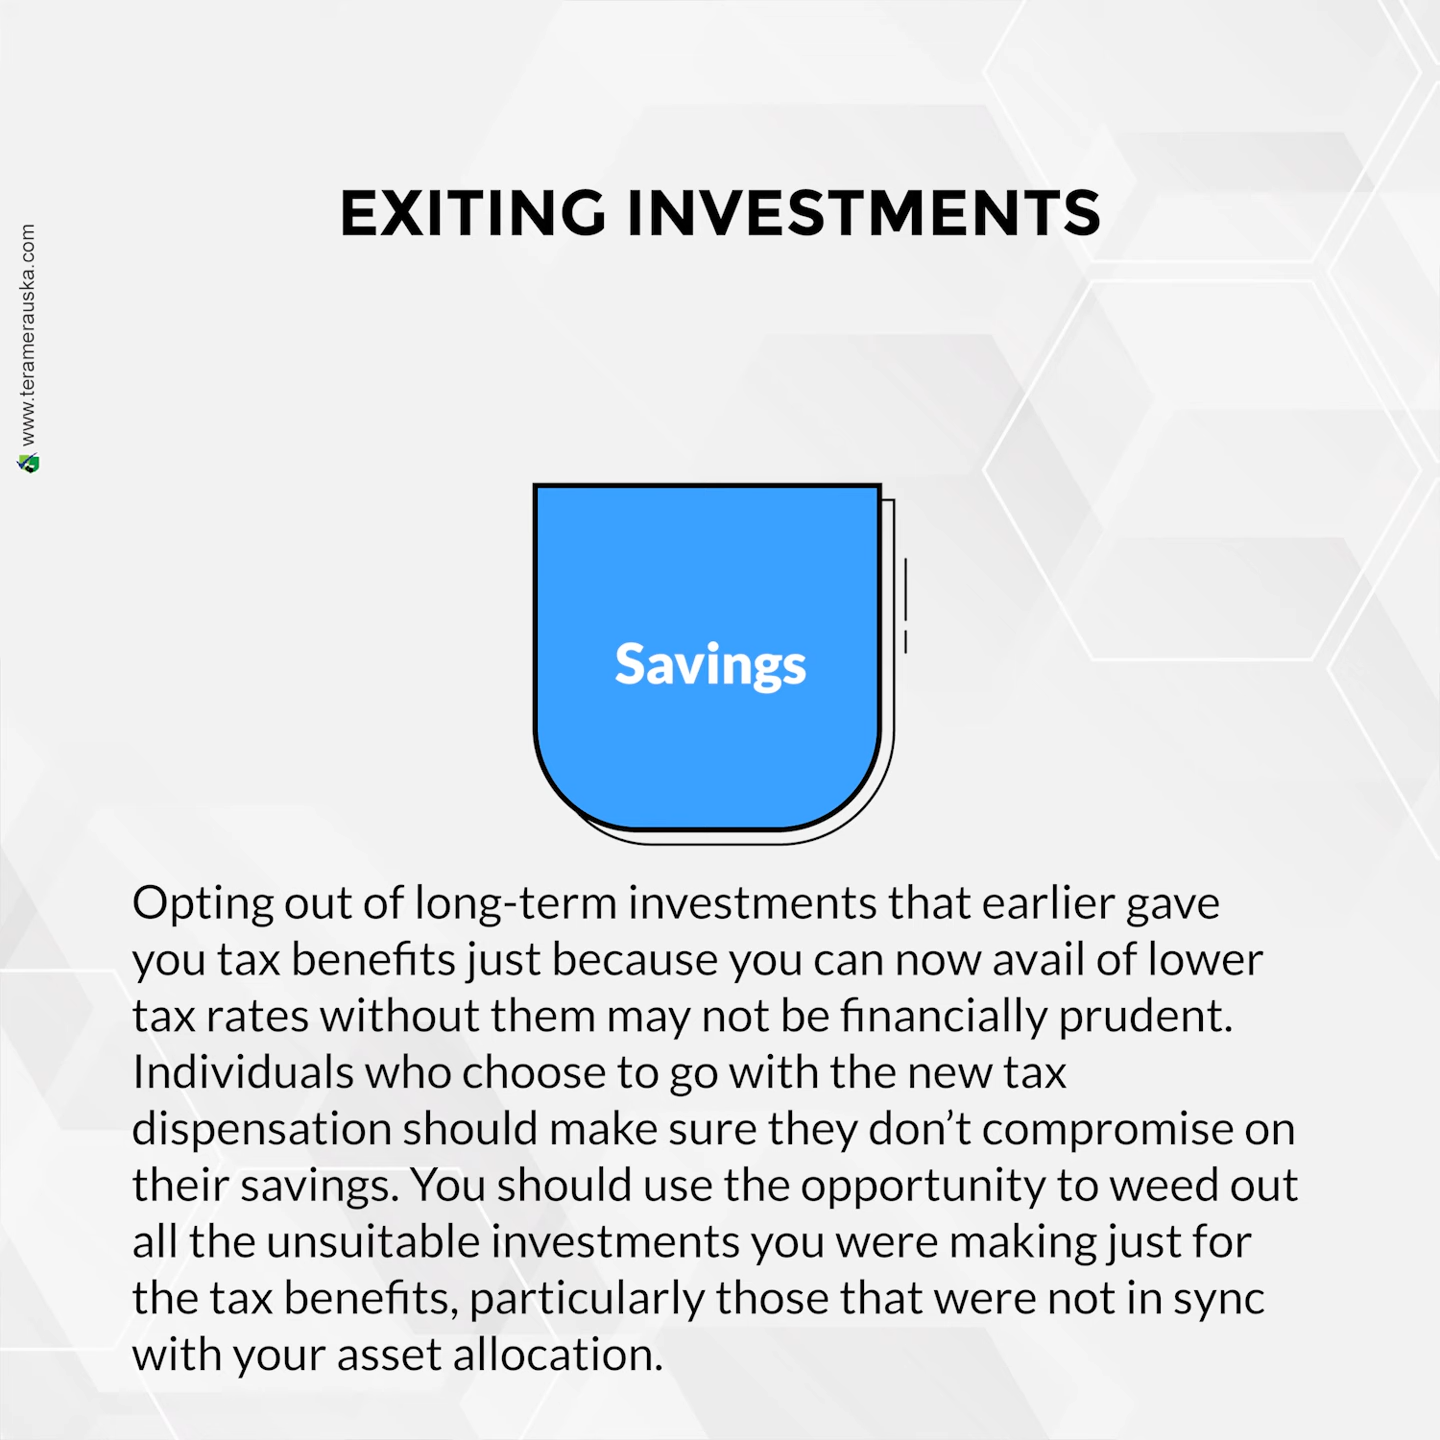 EXITING INVESTMENTS
www.teramerauska.com
Savings
Opting out of long-term investments that earlier gave
you tax benefits just because you can now avail of lower
tax rates without them may not be financially prudent.
Individuals who choose to go with the new tax
dispensation should make sure they don’t compromise on
their savings. You should use the opportunity to weed out
all the unsuitable investments you were making just for
the tax benefits, particularly those that were not in sync
with your asset allocation.